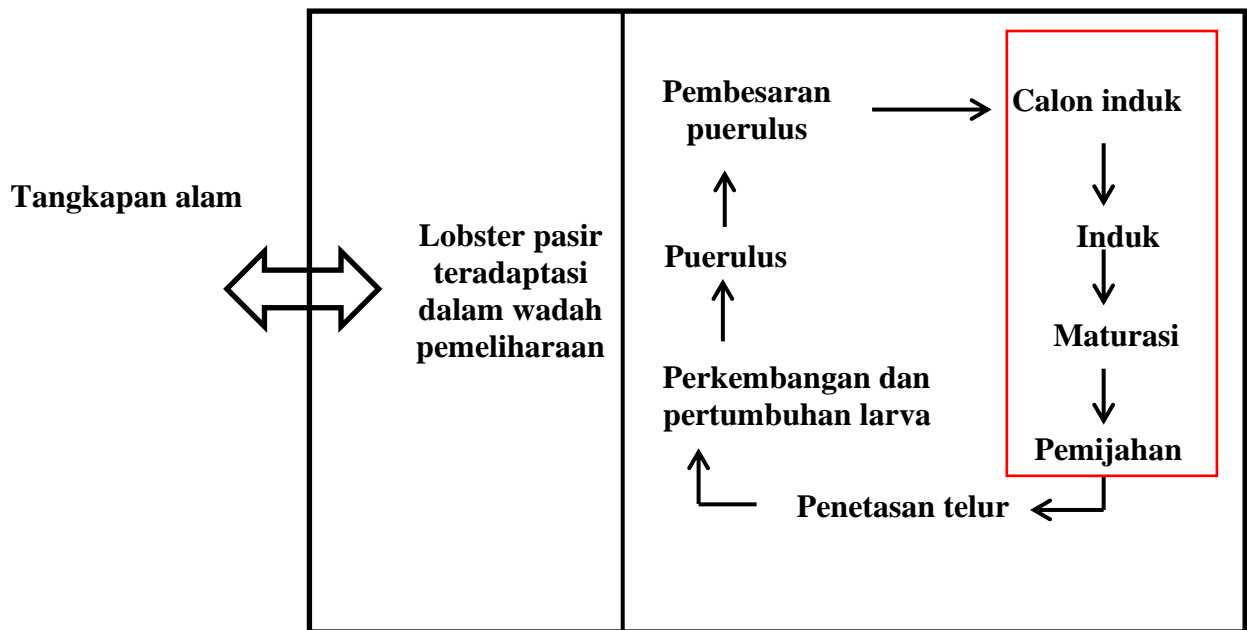 Tangkapan alam
Lobster pasir
teradaptasi
dalam wadah
pemeliharaan
Pembesaran
puerulus
Calon induk
Puerulus
Induk
Maturasi
Perkembangan dan
pertumbuhan larva
Pemijahan
Penetasan telur